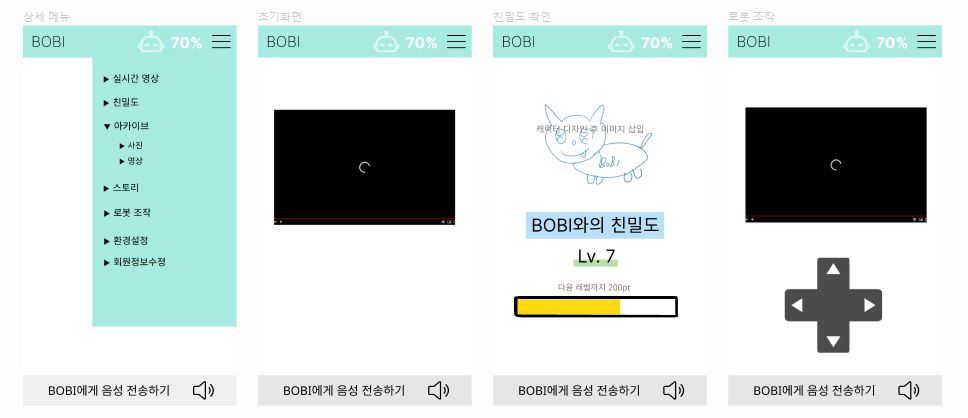 상세 메뉴
BOBI
70%
▶ 실시간 영상
▶ 친밀도
▼ 아카이브
▶ 사진
▶ 영상
▶ 스토리
▶ 로봇 조작
▶ 환경설정
▶ 회원정보수정
BOBI에게 음성 전송하기
초기화면
BOBI
70%
BOBI에게 음성 전송하기
친밀도 확인
BOBI
70%
캐릭터 디자인 후 이미지 삽입
BOBI
BOBI와의 친밀도
Lv. 7
다음 레벨까지 200pt
BOBI에게 음성 전송하기
로봇 조작
BOBI
70%
BOBI에게 음성 전송하기